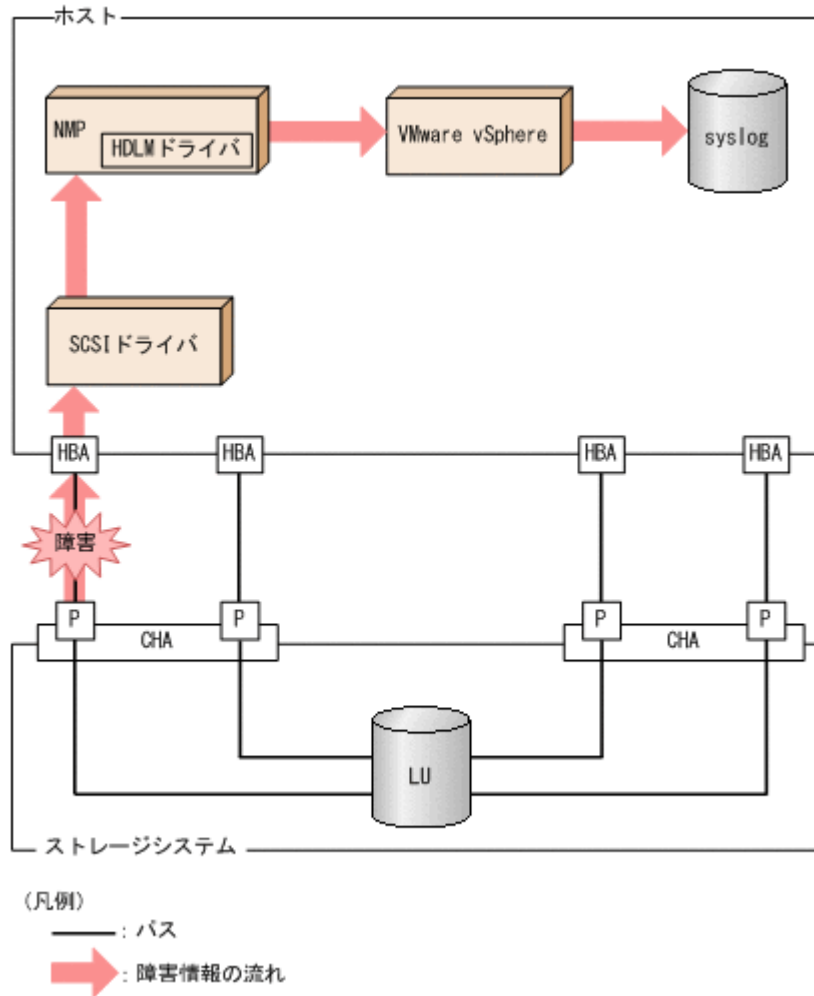 ホスト
NMP
HDLMドライバ
VMware vSphere
syslog
SCSIドライバ
HBA
HBA
HBA
HBA
障害
P
P
P
P
CHA
CHA
LU
ストレージシステム
(凡例)
: パス
: 障害情報の流れ